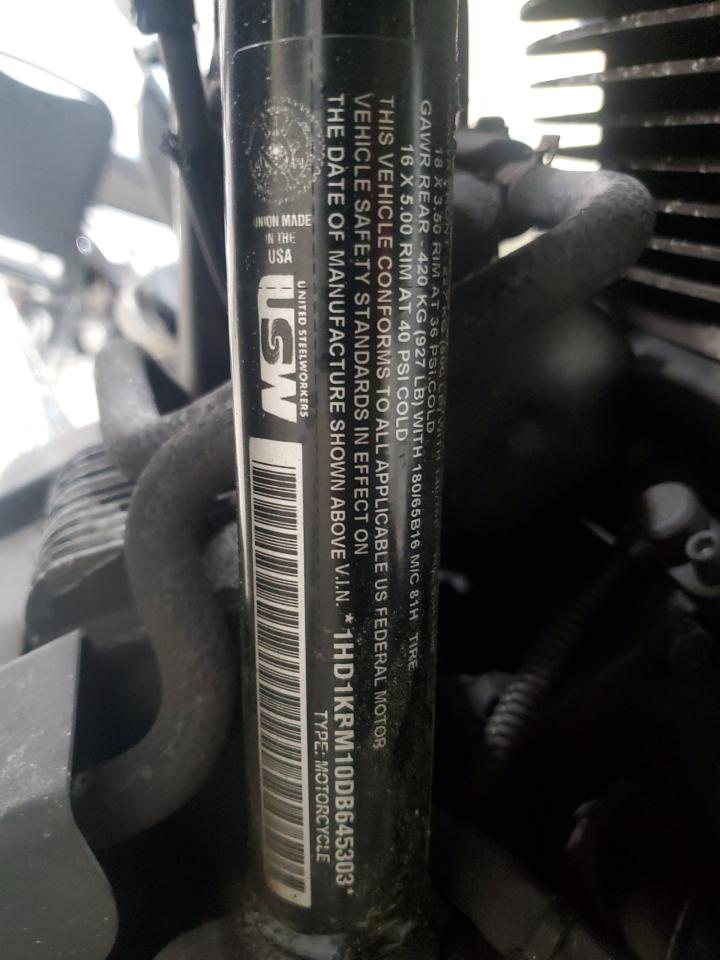 18 X 3.50 RIM AT 36 PSI COLD
GAWR REAR - 420 KG (927 LB) WITH 180/65B16 M/C 81H TIRE
16 X 5.00 RIM AT 40 PSI COLD
THIS VEHICLE CONFORMS TO ALL APPLICABLE US FEDERAL MOTOR
VEHICLE SAFETY STANDARDS IN EFFECT ON
THE DATE OF MANUFACTURE SHOWN ABOVE V.I.N. *1HD1KRM10DB645303*
TYPE: MOTORCYCLE
UNION MADE
IN THE
USA
UNITED STEELWORKERS
USW